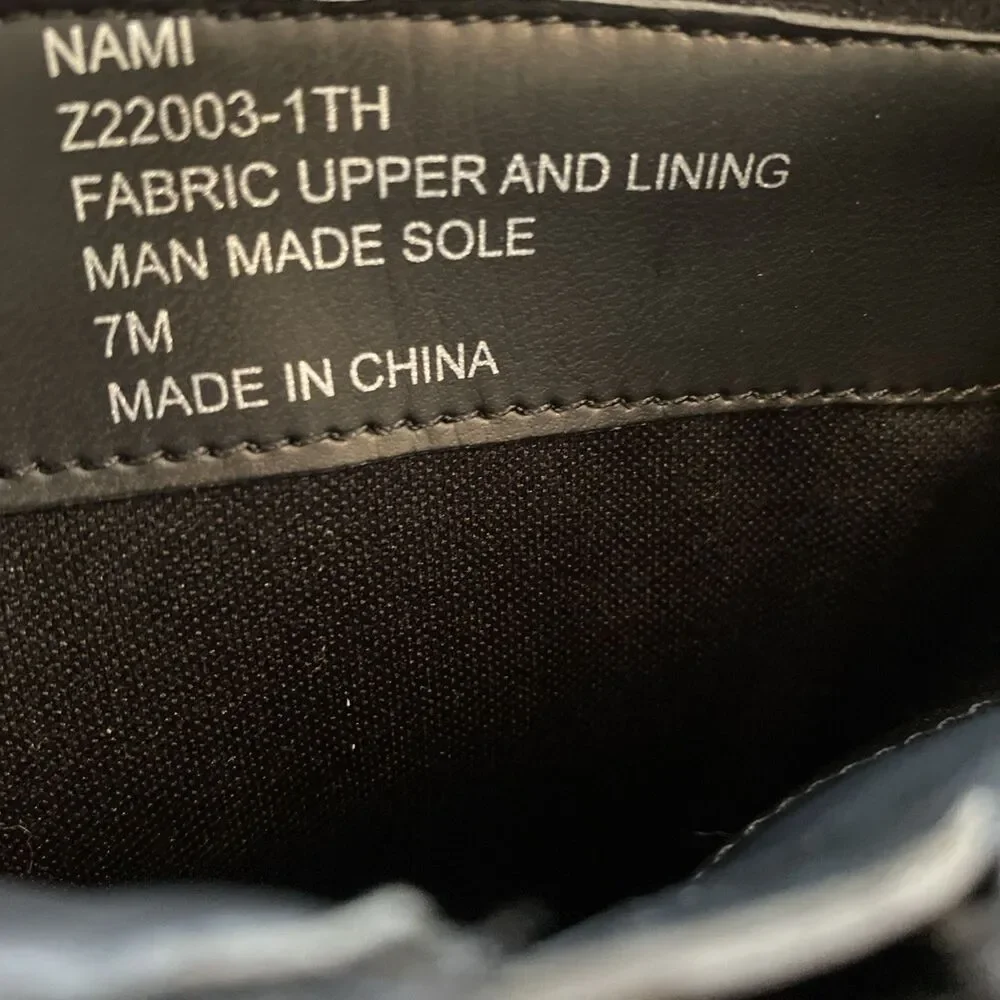 NAMI
Z22003-1TH
FABRIC UPPER AND LINING
MAN MADE SOLE
7M
MADE IN CHINA